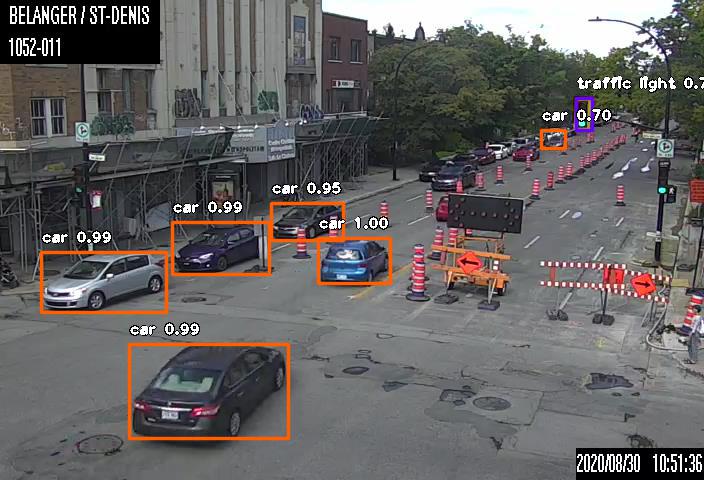 BELANGER / ST-DENIS
1052-011
traffic light 0.7
car 0.70
car 0.95
car 0.99
car 1.00
car 0.99
car 0.99
2020/08/30 10:51:36